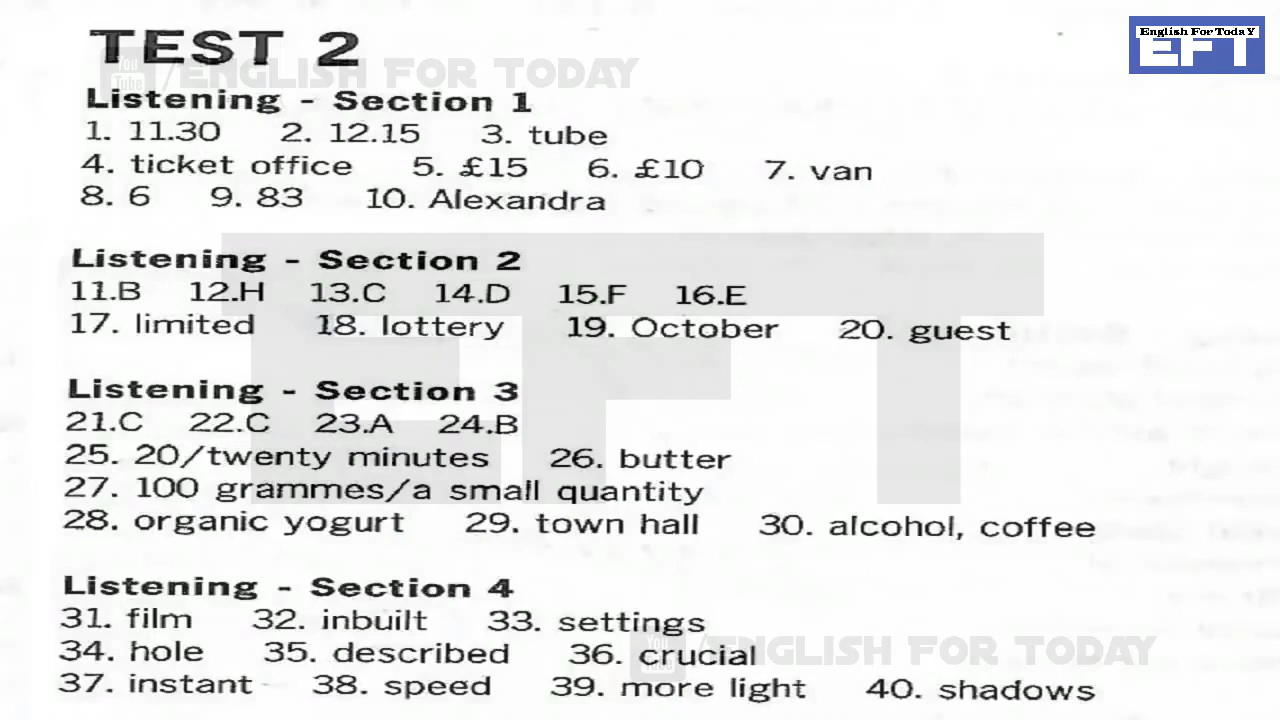 TEST 2
English For TodaY
EFT
You Tube /ENGLISH FOR TODAY
Listening - Section 1
1. 11.30 2. 12.15 3. tube
4. ticket office 5. £15 6. £10 7. van
8. 6 9. 83 10. Alexandra
Listening - Section 2
11.B 12.H 13.C 14.D 15.F 16.E
17. limited 18. lottery 19. October 20. guest
EFT
Listening - Section 3
21.C 22.C 23.A 24.B
25. 20/twenty minutes 26. butter
27. 100 grammes/a small quantity
28. organic yogurt 29. town hall 30. alcohol, coffee
Listening - Section 4
31. film 32. inbuilt 33. settings
34. hole 35. described 36. crucial
You Tube /ENGLISH FOR TODAY
37. instant 38. speed 39. more light 40. shadows